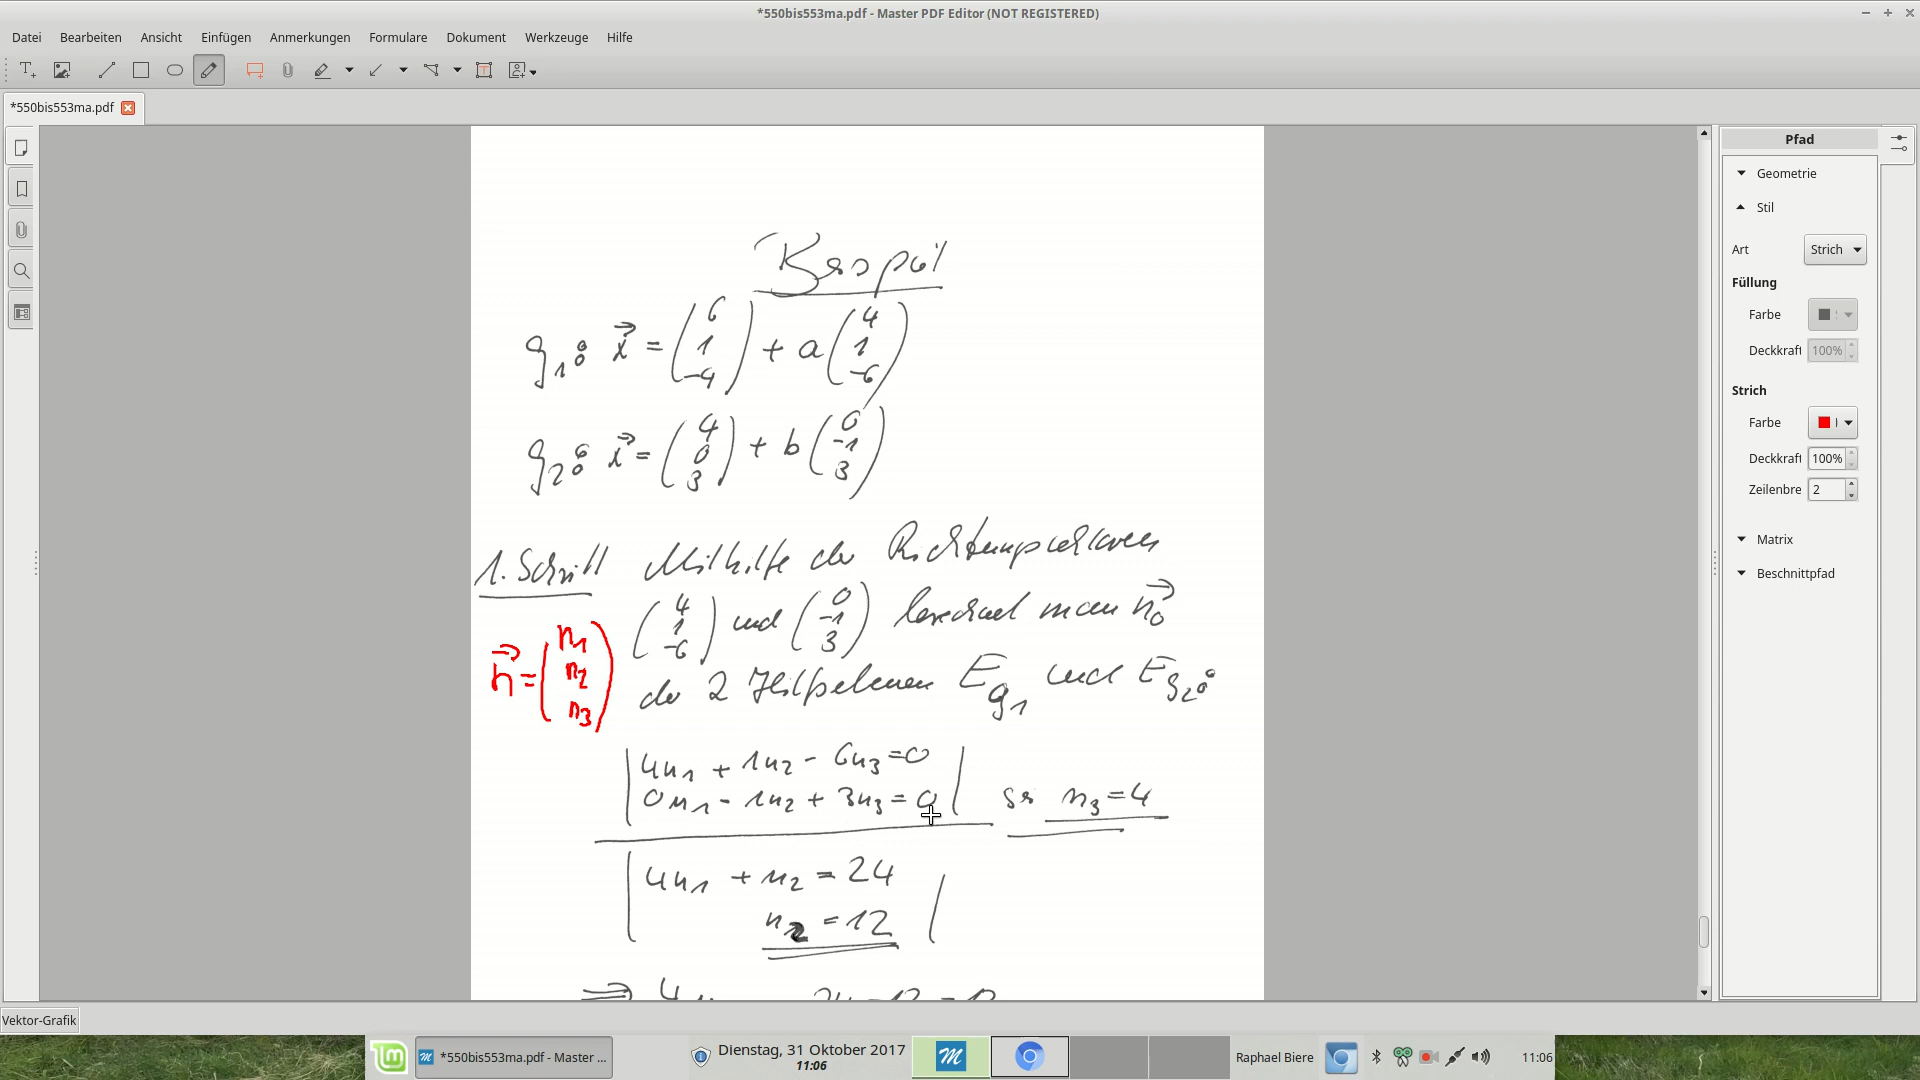 *550bis553ma.pdf - Master PDF Editor (NOT REGISTERED)
Datei Bearbeiten Ansicht Einfügen Anmerkungen Formulare Dokument Werkzeuge Hilfe
*550bis553ma.pdf
Pfad
Geometrie
Stil
Art Strich
Füllung
Farbe
Deckkraft 100%
Strich
Farbe
Deckkraft 100%
Zeilenbre 2
Matrix
Beschnittpfad
Beispiel
g₁: x⃗ = (6 1 -4) + a (4 1 -6)
g₂: x⃗ = (4 0 3) + b (0 -1 3)
1. Schritt Mithilfe der Richtungsvektoren
(4 1 -6) und (0 -1 3) berechnet man n⃗₀
n⃗ = (n₁ n₂ n₃)
der 2 Hilfsebenen E_g₁ und E_g₂:
| 4n₁ + 1n₂ - 6n₃ = 0 |
| 0n₁ - 1n₂ + 3n₃ = 0 | n₃ = 4
| 4n₁ + n₂ = 24 |
| n₂ = 12 |
Vektor-Grafik
*550bis553ma.pdf - Master ...
Dienstag, 31 Oktober 2017
11:06
Raphael Biere
11:06